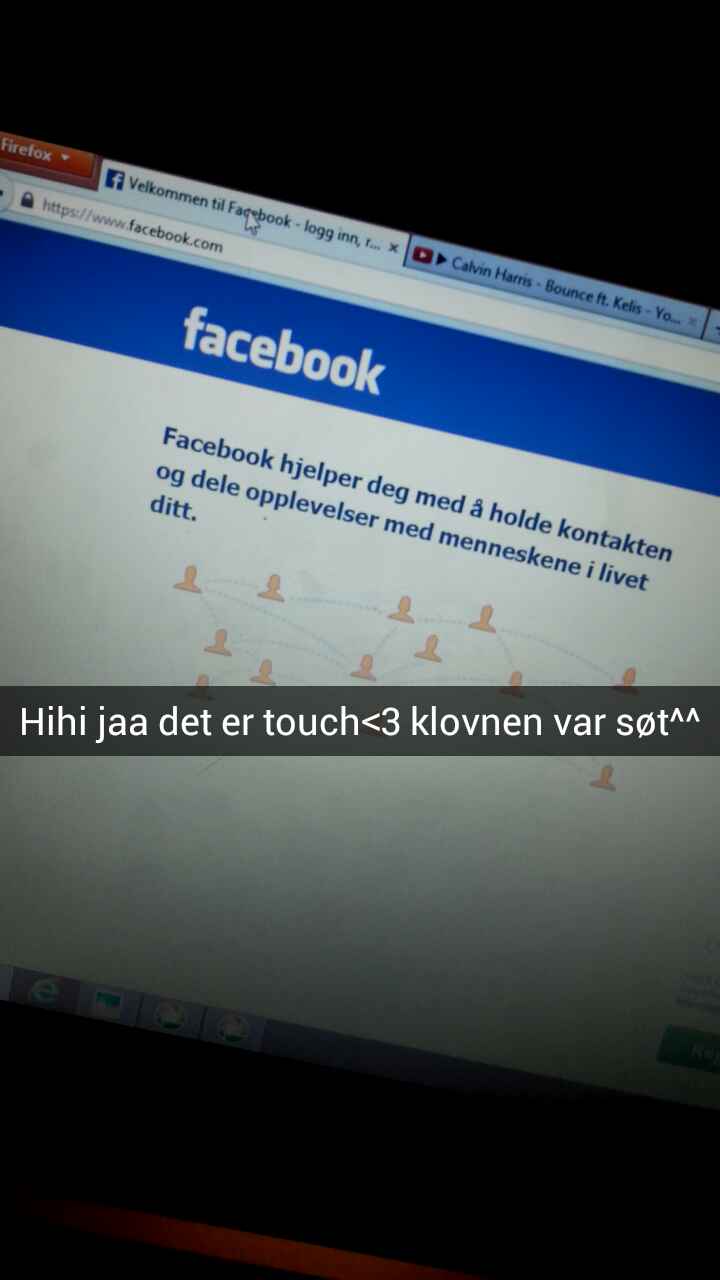 Firefox
Velkommen til Facebook - logg inn, r...
Calvin Harris - Bounce ft. Kelis - Yo...
https://www.facebook.com
facebook
Facebook hjelper deg med å holde kontakten
og dele opplevelser med menneskene i livet
ditt.
Hihi jaa det er touch<3 klovnen var søt^^